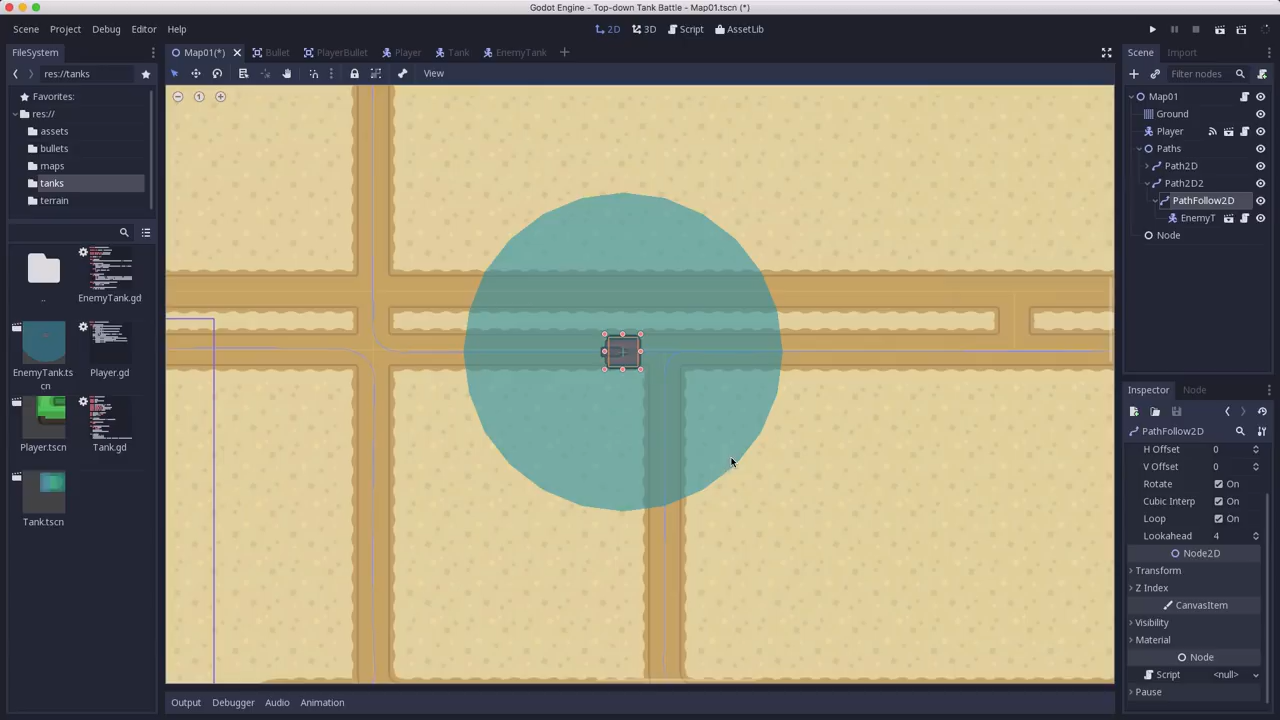 Godot Engine - Top-down Tank Battle - Map01.tscn (*)
Scene Project Debug Editor Help
2D 3D Script AssetLib
FileSystem
Map01(*) Bullet PlayerBullet Player Tank EnemyTank
Scene Import
res://tanks
View
Filter nodes
Favorites:
res://
assets
bullets
maps
tanks
terrain
Map01
Ground
Player
Paths
Path2D
Path2D2
PathFollow2D
EnemyT
Node
..
EnemyTank.gd
EnemyTank.ts
cn
Player.gd
Player.tscn
Tank.gd
Tank.tscn
Inspector Node
PathFollow2D
H Offset 0
V Offset 0
Rotate On
Cubic Interp On
Loop On
Lookahead 4
Node2D
Transform
Z Index
CanvasItem
Visibility
Material
Node
Script <null>
Pause
Output Debugger Audio Animation